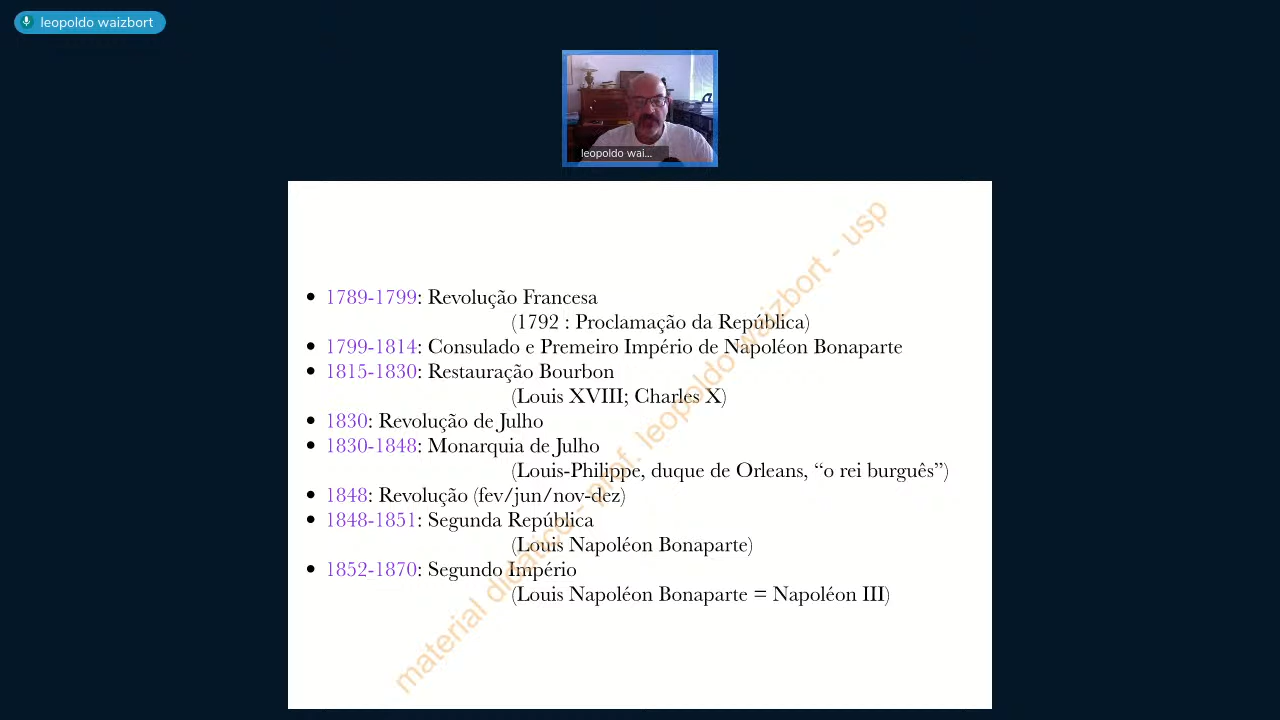 leopoldo waizbort
leopoldo wai...
• 1789-1799: Revolução Francesa
(1792 : Proclamação da República)
• 1799-1814: Consulado e Premeiro Império de Napoléon Bonaparte
• 1815-1830: Restauração Bourbon
(Louis XVIII; Charles X)
• 1830: Revolução de Julho
• 1830-1848: Monarquia de Julho
(Louis-Philippe, duque de Orleans, “o rei burguês”)
• 1848: Revolução (fev/jun/nov-dez)
• 1848-1851: Segunda República
(Louis Napoléon Bonaparte)
• 1852-1870: Segundo Império
(Louis Napoléon Bonaparte = Napoléon III)
material didático - prof. leopoldo waizbort - usp